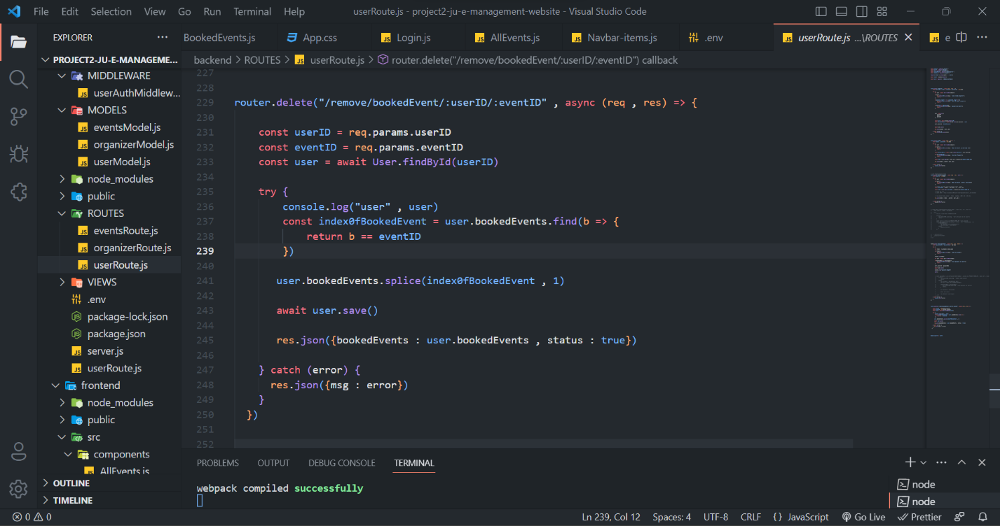 File Edit Selection View Go Run Terminal Help userRoute.js - project2-ju-e-management-website - Visual Studio Code
EXPLORER
PROJECT2-JU-E-MANAGEME...
MIDDLEWARE
userAuthMiddlew...
MODELS
eventsModel.js
organizerModel.js
userModel.js
node_modules
public
ROUTES
eventsRoute.js
organizerRoute.js
userRoute.js
VIEWS
.env
package-lock.json
package.json
server.js
userRoute.js
frontend
node_modules
public
src
components
AllEvents.js
OUTLINE
TIMELINE
BookedEvents.js App.css Login.js AllEvents.js Navbar-items.js .env userRoute.js ...\ROUTES e
backend > ROUTES > userRoute.js > router.delete("/remove/bookedEvent/:userID/:eventID") callback
227
228
229 router.delete("/remove/bookedEvent/:userID/:eventID" , async (req , res) => {
230
231 const userID = req.params.userID
232 const eventID = req.params.eventID
233 const user = await User.findById(userID)
234
235 try {
236 console.log("user" , user)
237 const indexOfBookedEvent = user.bookedEvents.find(b => {
238 return b == eventID
239 })
240
241 user.bookedEvents.splice(indexOfBookedEvent , 1)
242
243 await user.save()
244
245 res.json({bookedEvents : user.bookedEvents , status : true})
246
247 } catch (error) {
248 res.json({msg : error})
249 }
250 })
251
252
PROBLEMS OUTPUT DEBUG CONSOLE TERMINAL
webpack compiled successfully
node
node
0 0 Ln 239, Col 12 Spaces: 4 UTF-8 CRLF {} JavaScript Go Live Prettier